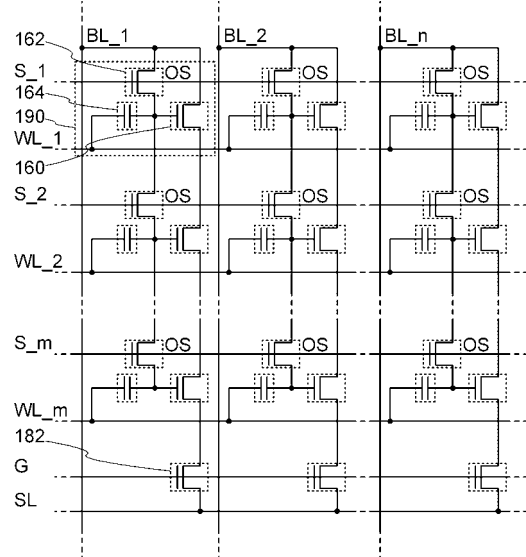 162 BL_1 BL_2 BL_n
S_1 OS OS OS
164
190
WL_1
160
S_2 OS OS OS
WL_2
S_m OS OS OS
WL_m
182
G
SL